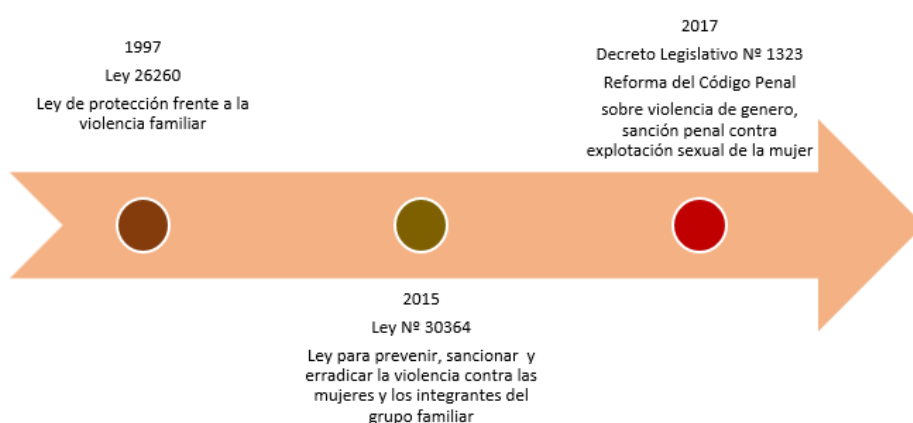 1997
Ley 26260
Ley de protección frente a la
violencia familiar
2015
Ley Nº 30364
Ley para prevenir, sancionar y
erradicar la violencia contra las
mujeres y los integrantes del
grupo familiar
2017
Decreto Legislativo Nº 1323
Reforma del Código Penal
sobre violencia de genero,
sanción penal contra
explotación sexual de la mujer